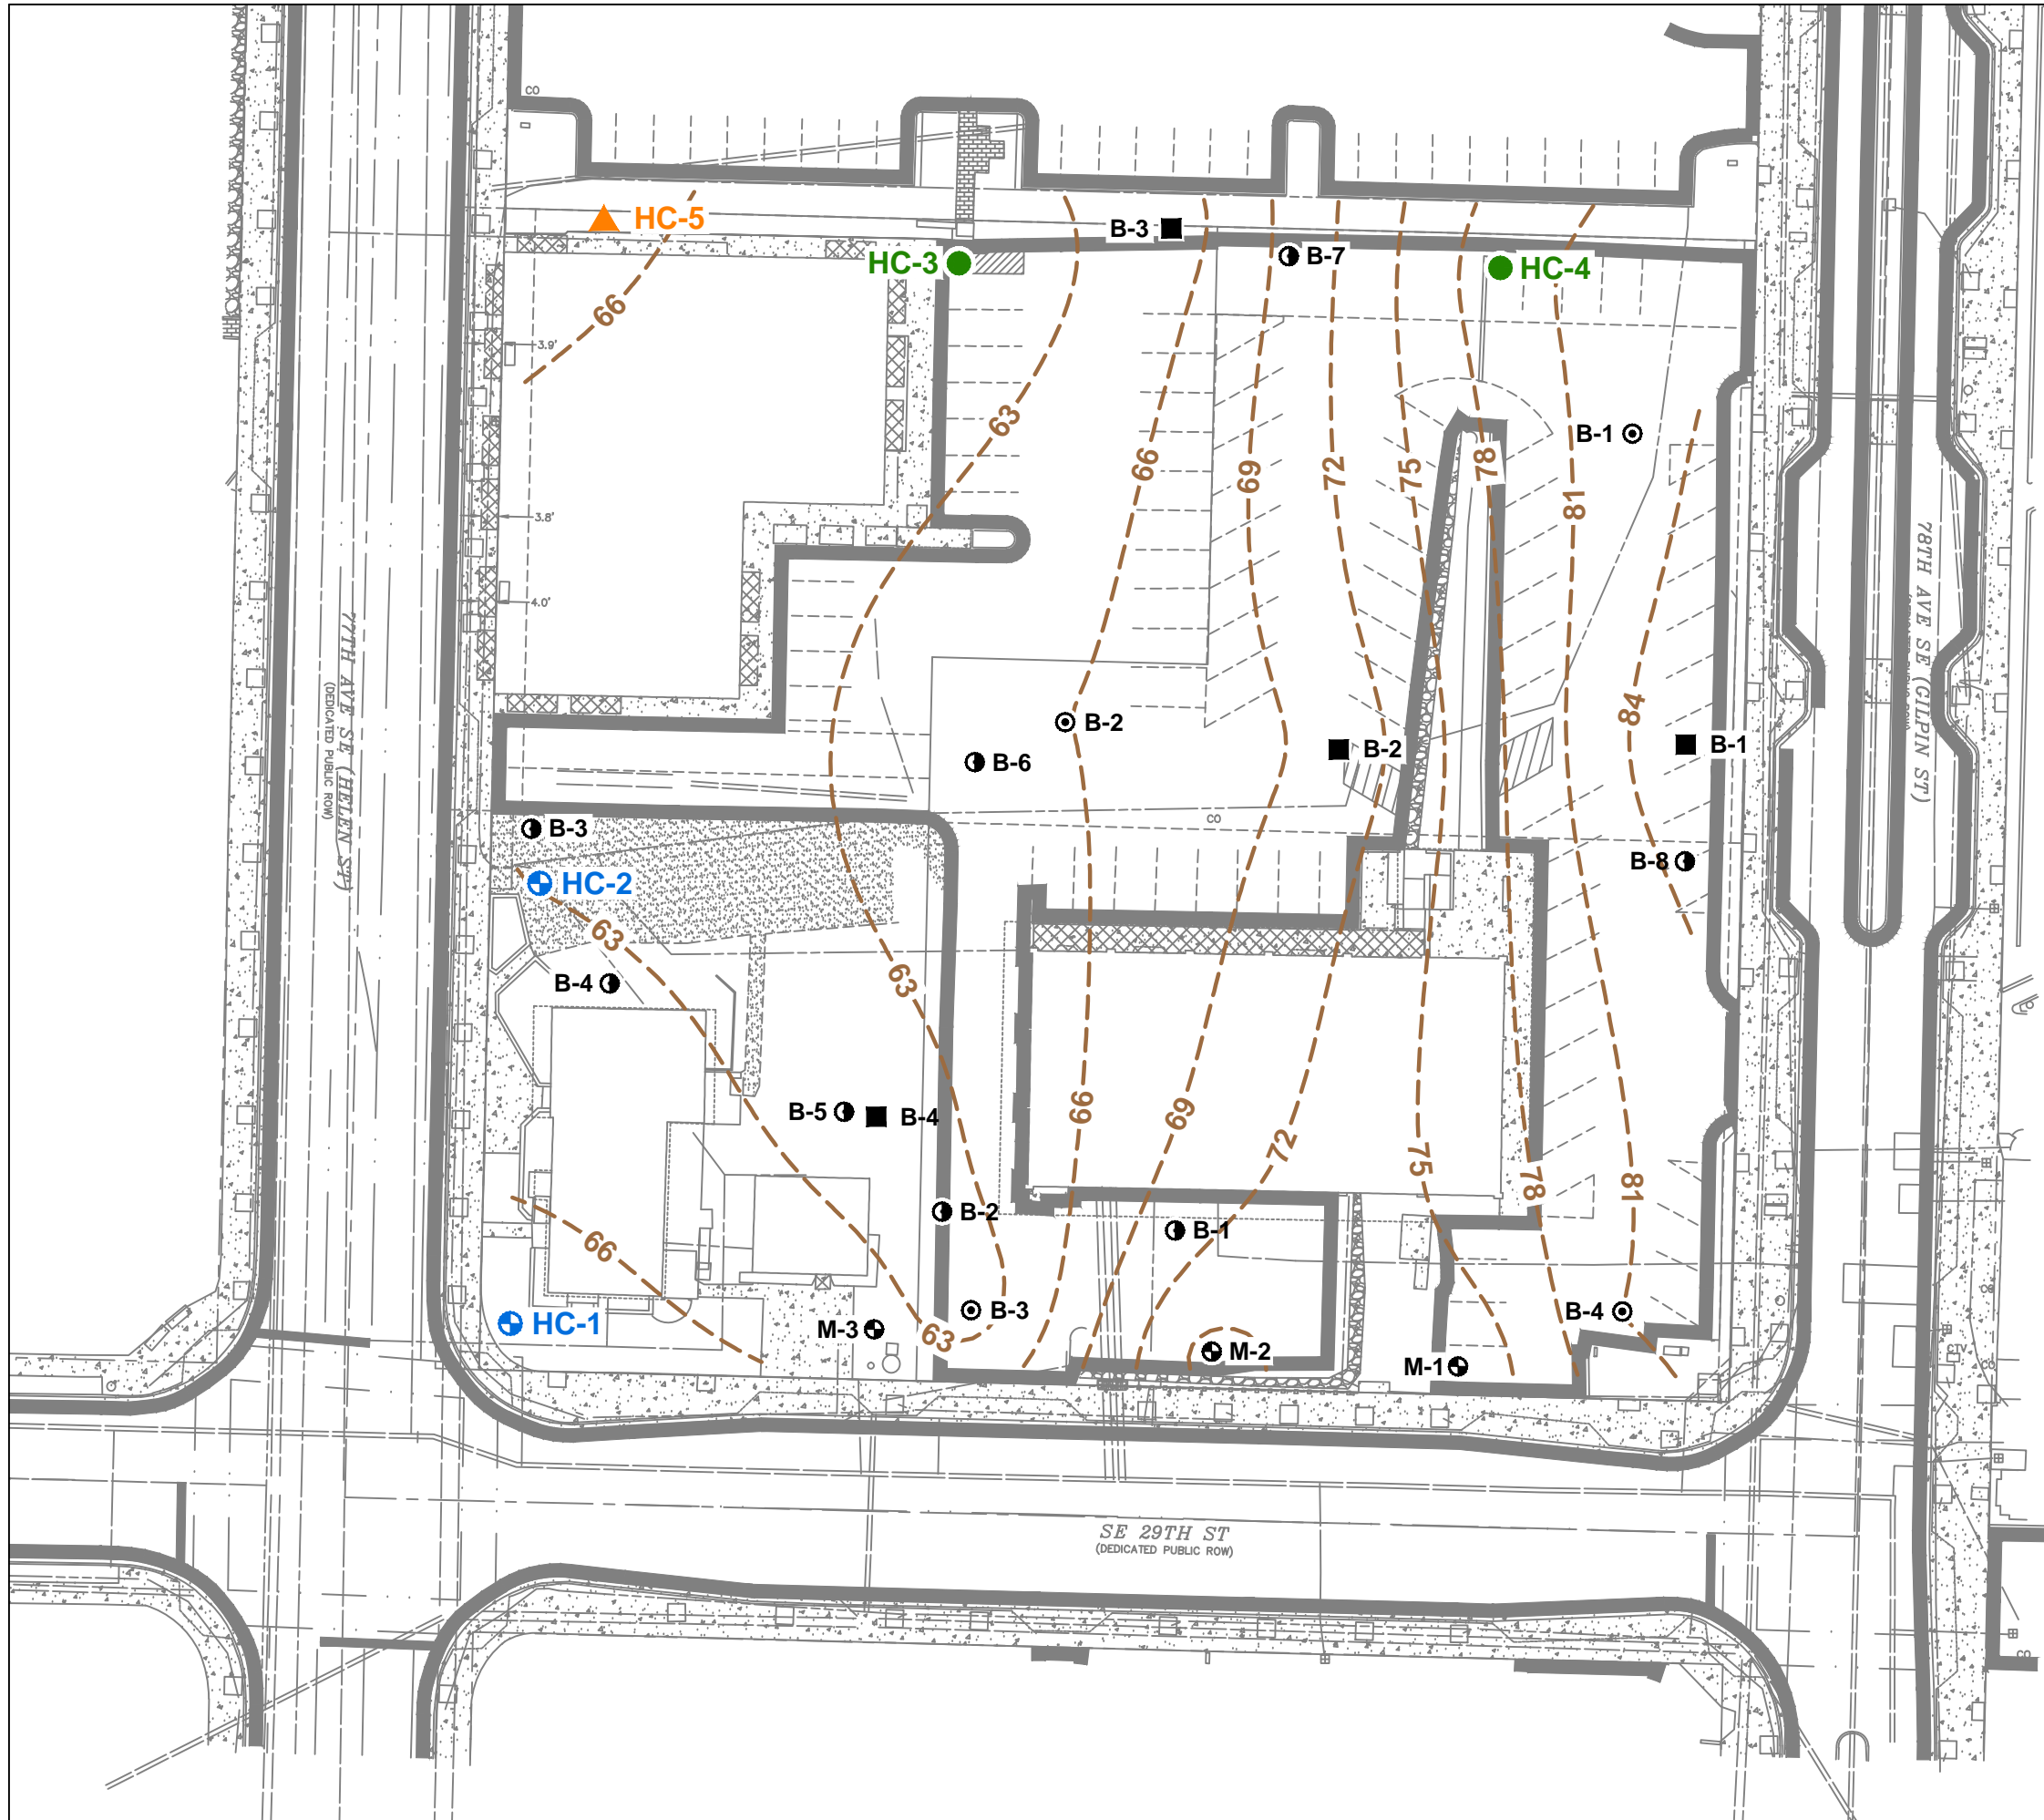 CO
HC-5
B-3
B-7
HC-3
HC-4
66
3.9'
63
B-1
66
69
72
75
78
81
3.8'
77TH AVE SE (HELEN ST)
(DEDICATED PUBLIC ROW)
4.0'
78TH AVE SE (GILPIN ST)
84
B-2
B-2
B-1
B-6
CO
B-3
B-8
HC-2
63
63
B-4
B-5
B-4
66
69
72
75
78
81
B-2
B-1
66
HC-1
B-3
B-4
M-3
63
M-2
M-1
CTV
SE 29TH ST
(DEDICATED PUBLIC ROW)